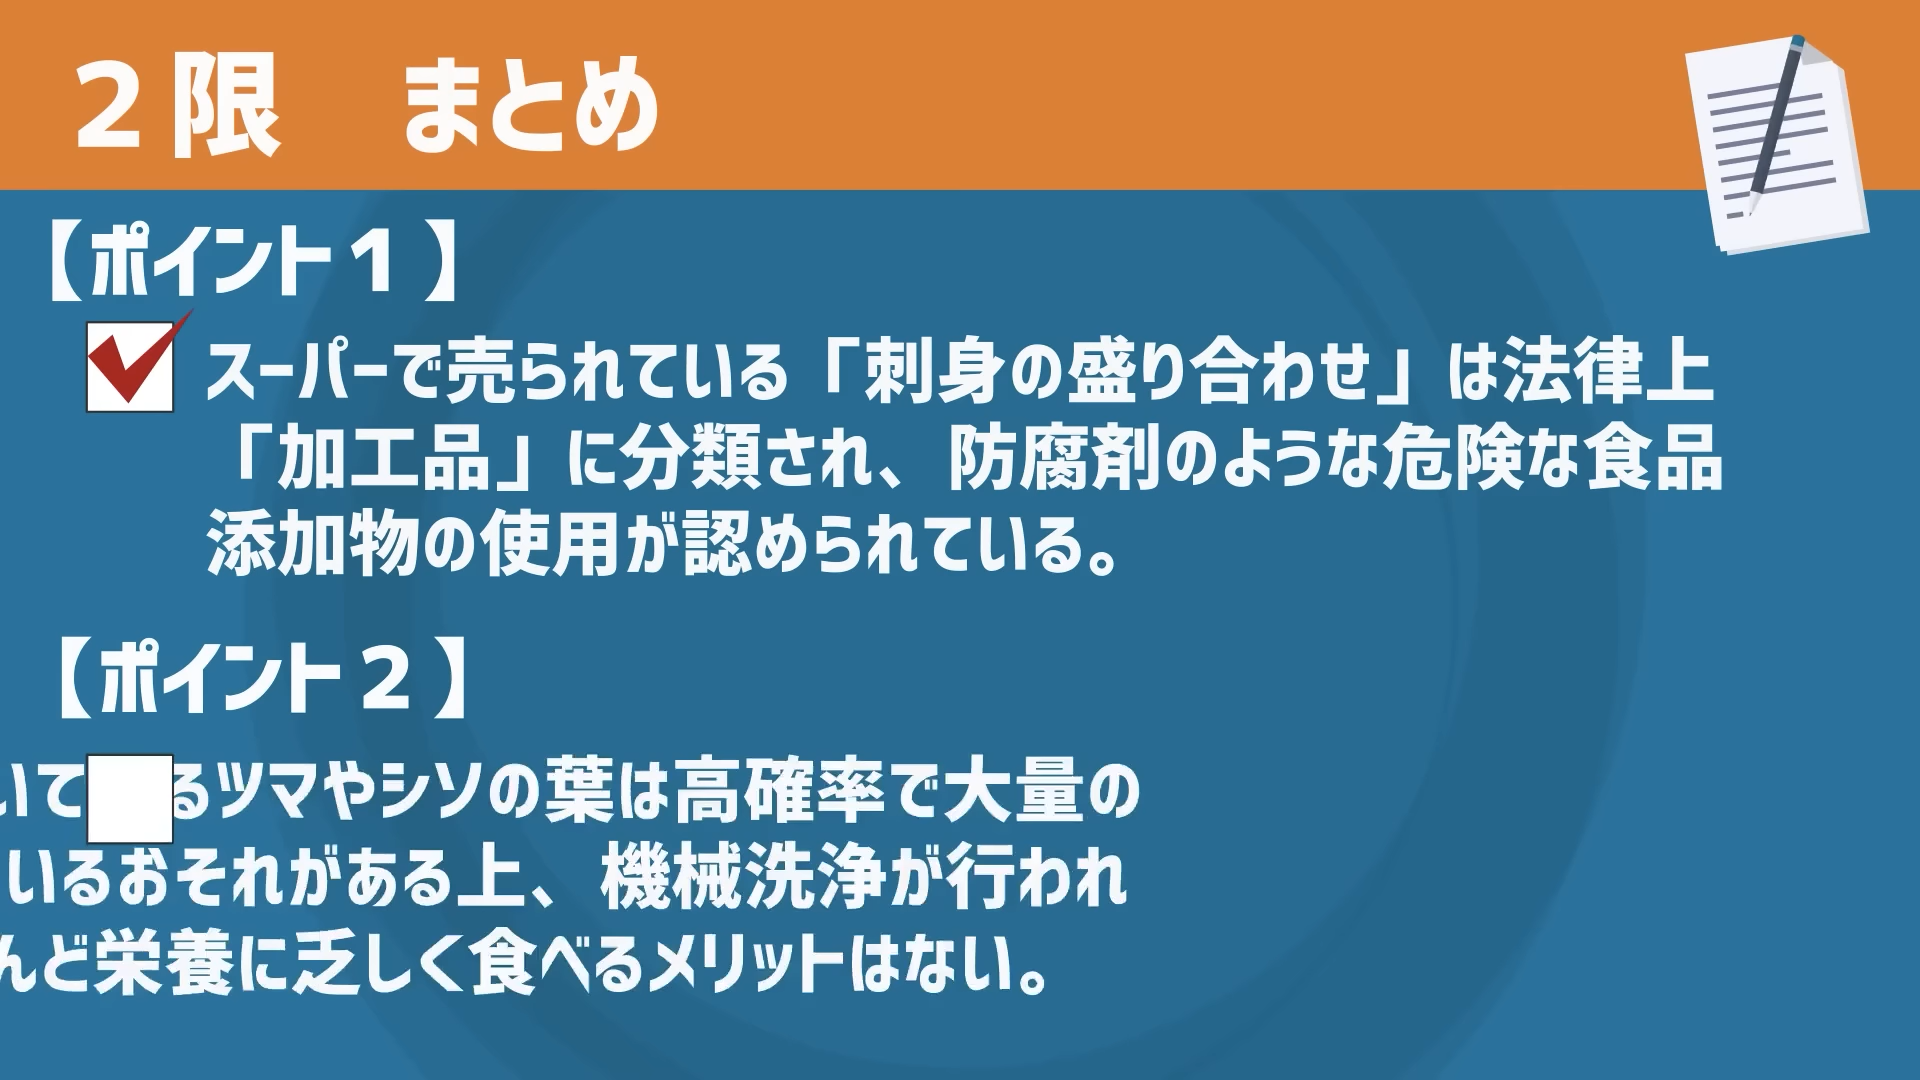 ２限　まとめ
【ポイント１】
スーパーで売られている「刺身の盛り合わせ」は法律上
「加工品」に分類され、防腐剤のような危険な食品
添加物の使用が認められている。
【ポイント２】
いて るツマやシソの葉は高確率で大量の
いるおそれがある上、機械洗浄が行われ
んど栄養に乏しく食べるメリットはない。